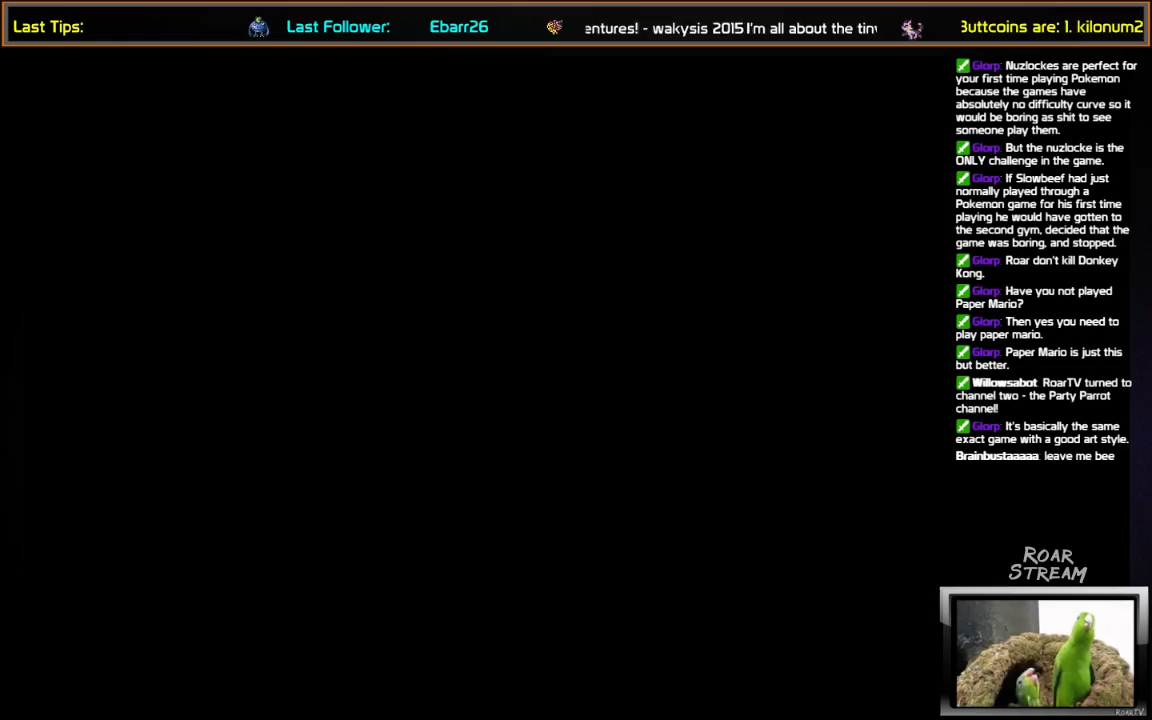 Last Tips:
Last Follower:
Ebarr26
entures! - wakysis 2015 I'm all about the tiny
Buttcoins are: 1. kilonum2
Glorp: Nuzlockes are perfect for
your first time playing Pokemon
because the games have
absolutely no difficulty curve so it
would be boring as shit to see
someone play them.
Glorp: But the nuzlocke is the
ONLY challenge in the game.
Glorp: If Slowbeef had just
normally played through a
Pokemon game for his first time
playing he would have gotten to
the second gym, decided that the
game was boring, and stopped.
Glorp: Roar don't kill Donkey
Kong.
Glorp: Have you not played
Paper Mario?
Glorp: Then yes you need to
play paper mario.
Glorp: Paper Mario is just this
but better.
Willowsabot: RoarTV turned to
channel two - the Party Parrot
channel!
Glorp: It's basically the same
exact game with a good art style.
Brainbustaaaaa: leave me bee
ROAR
STREAM
ROARTV